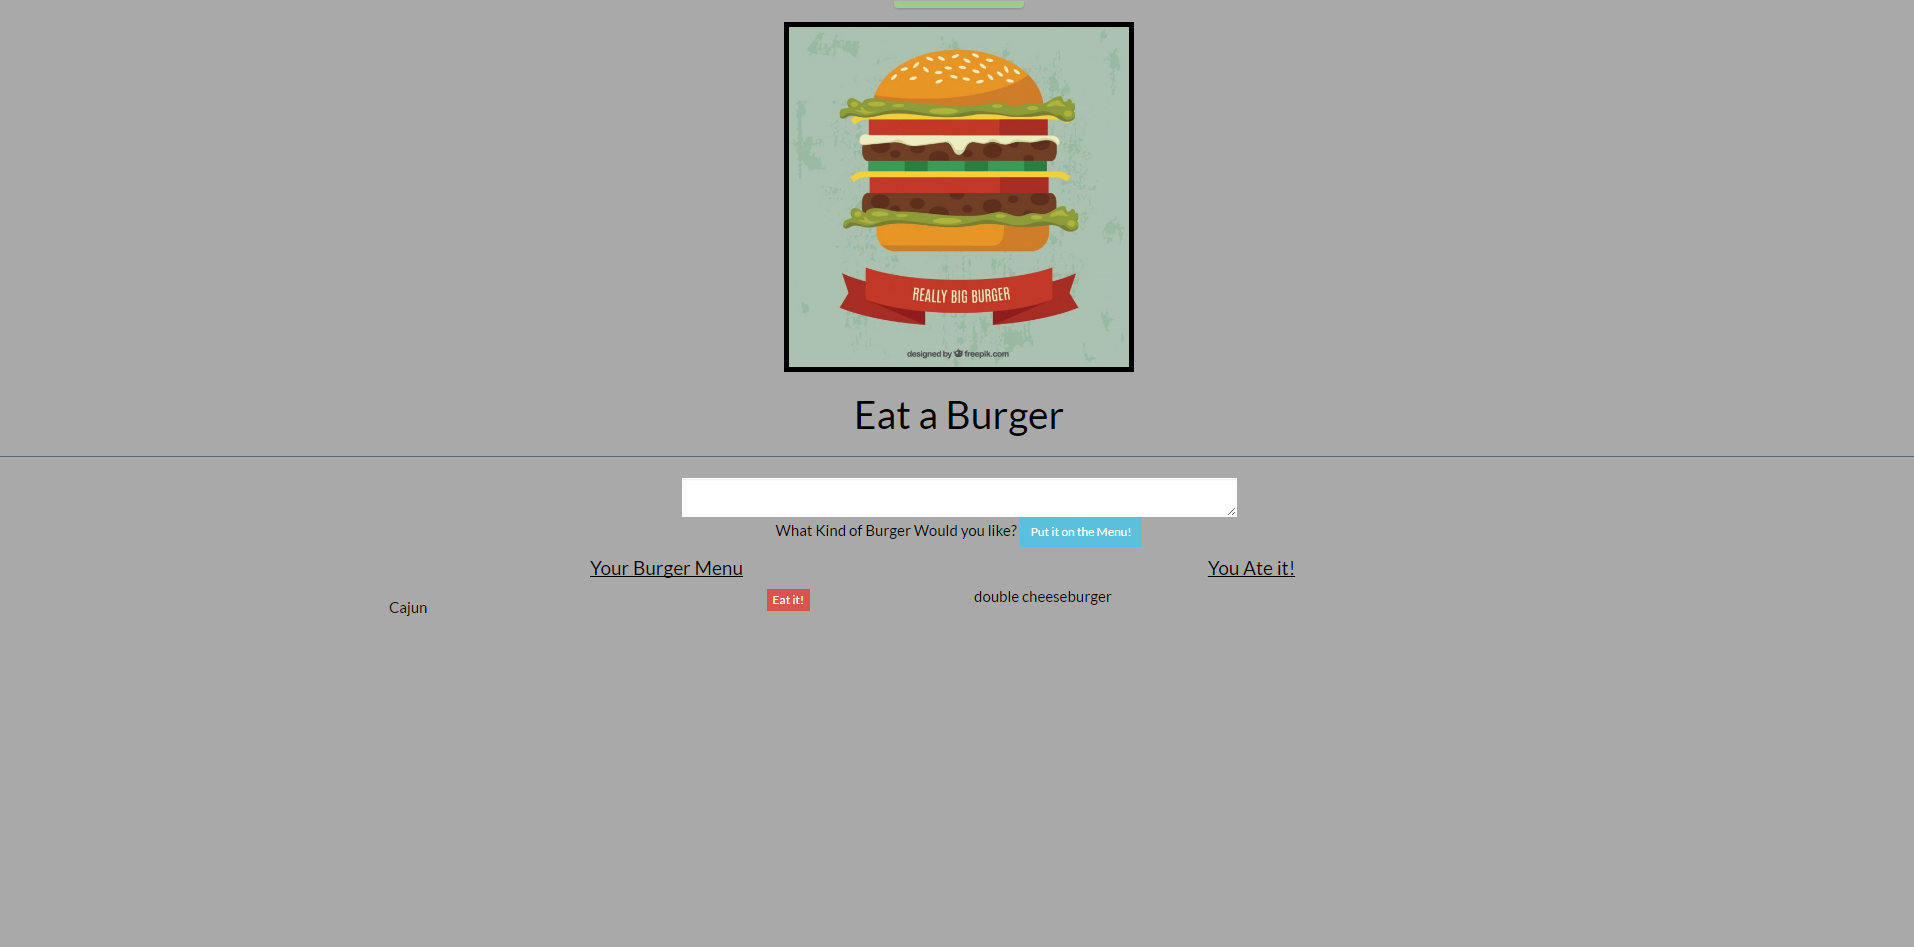 REALLY BIG BURGER
designed by freepik.com
Eat a Burger
What Kind of Burger Would you like? Put it on the Menu!
Your Burger Menu
You Ate it!
Cajun
Eat it!
double cheeseburger